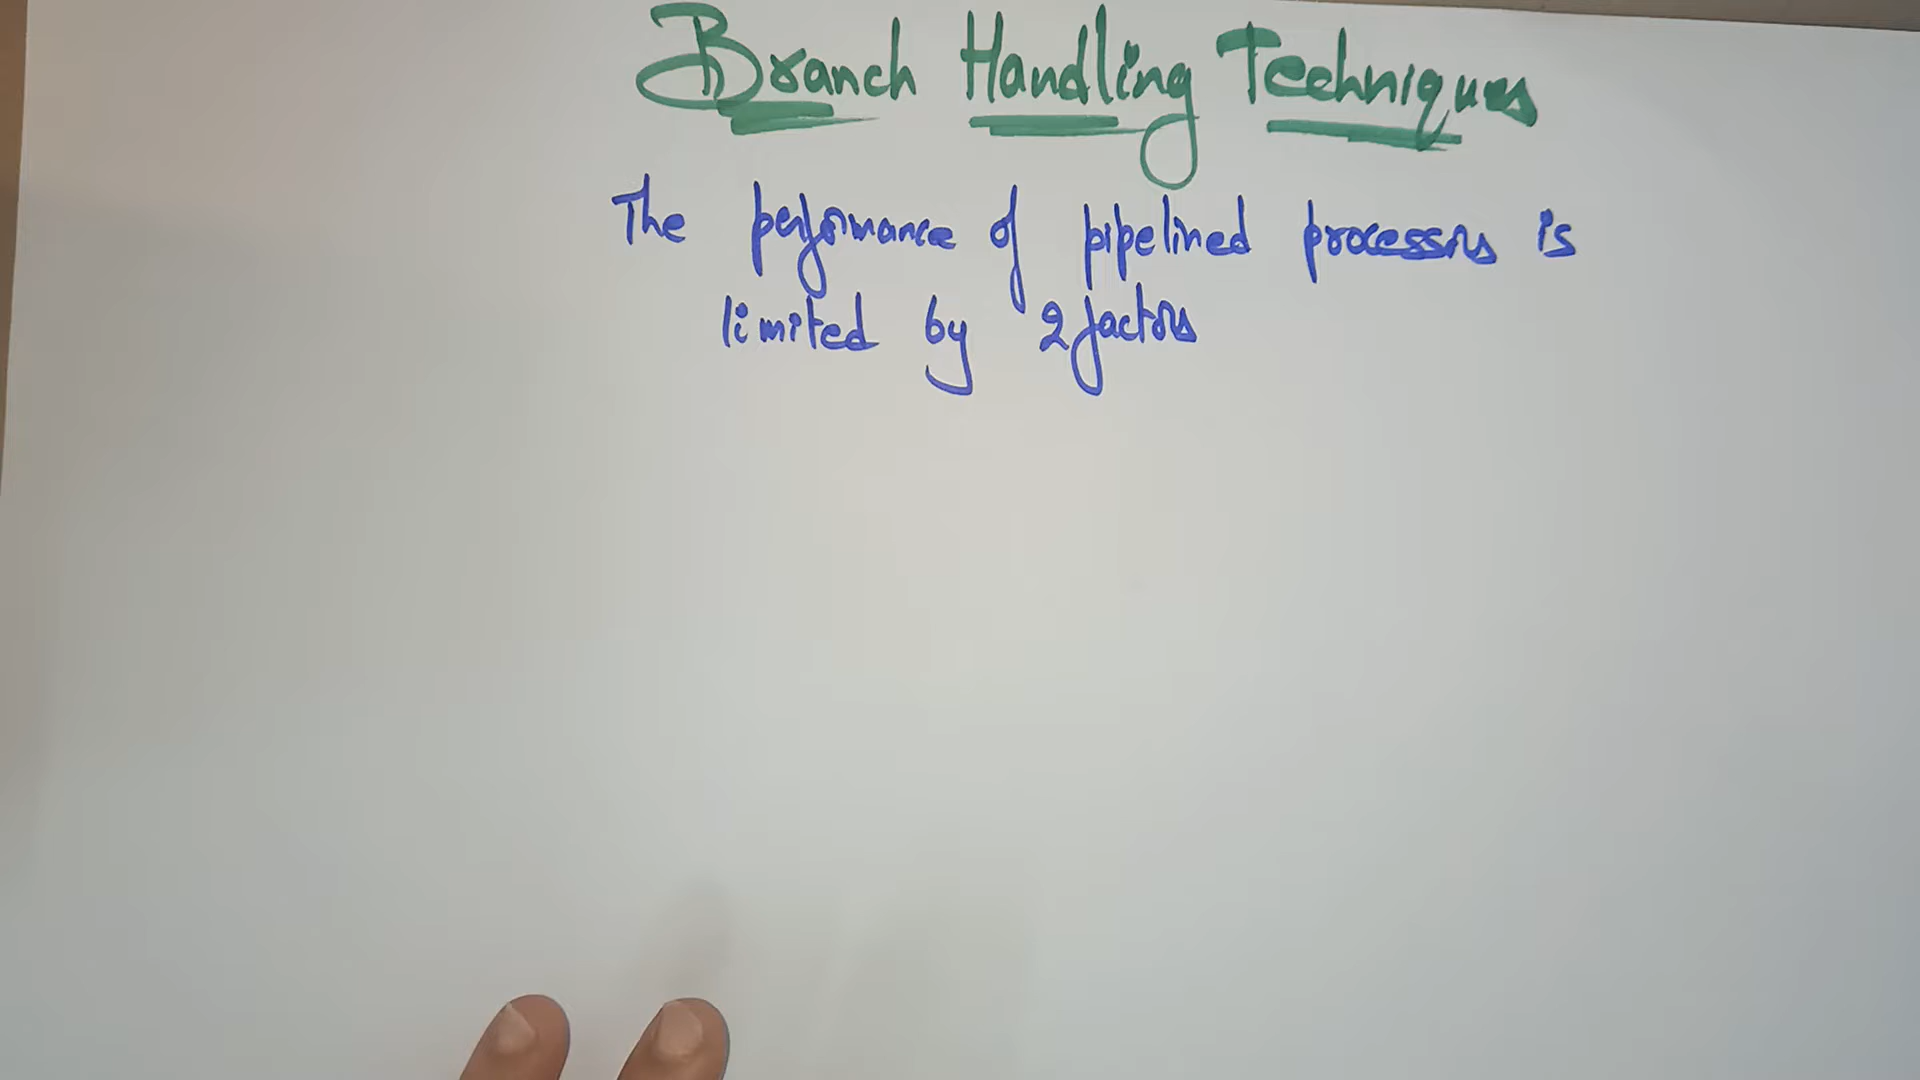 Branch Handling Techniques
The performance of pipelined processors is
limited by 2 factors